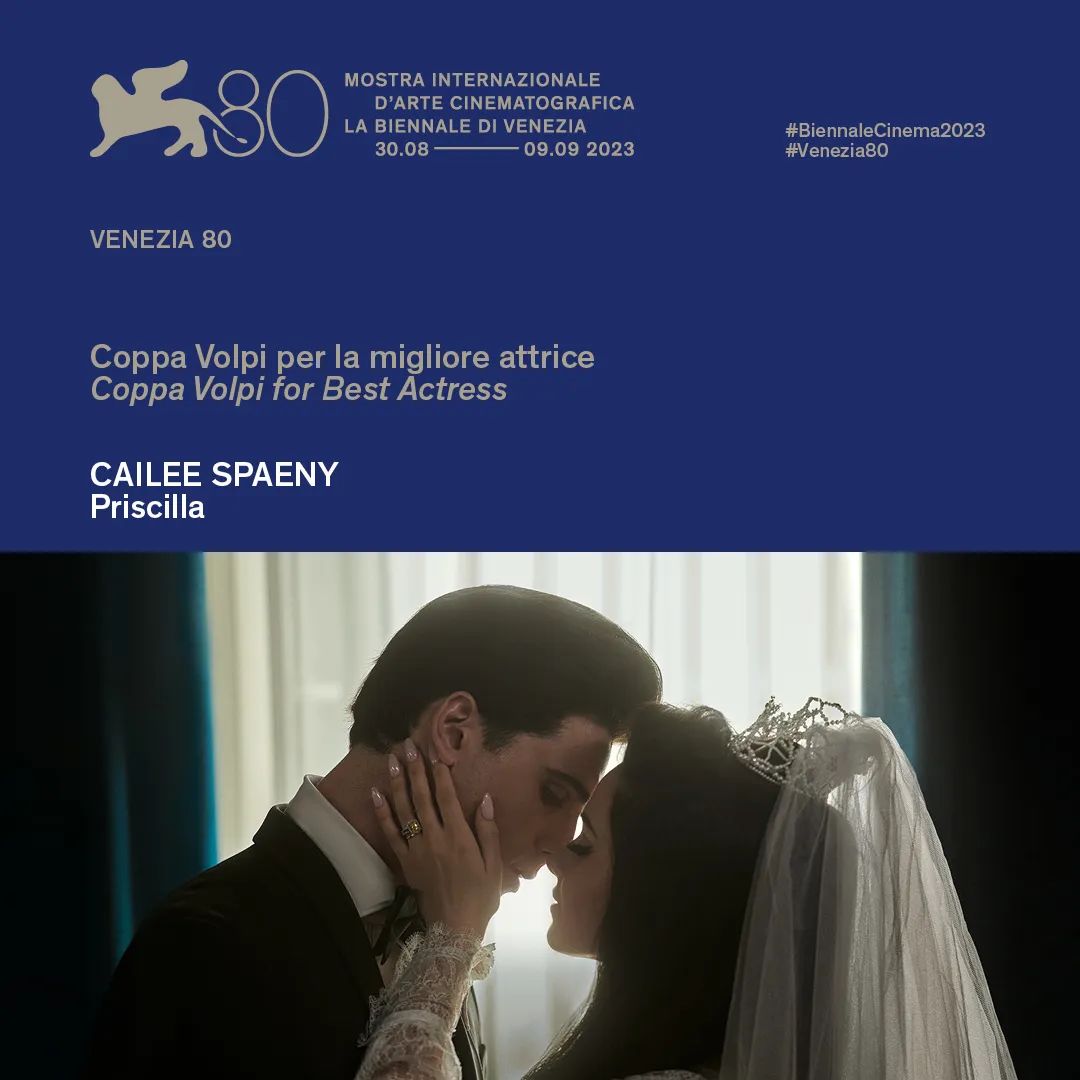 80
MOSTRA INTERNAZIONALE
D'ARTE CINEMATOGRAFICA
LA BIENNALE DI VENEZIA
30.08 — 09.09 2023
#BiennaleCinema2023
#Venezia80
VENEZIA 80
Coppa Volpi per la migliore attrice
Coppa Volpi for Best Actress
CAILEE SPAENY
Priscilla